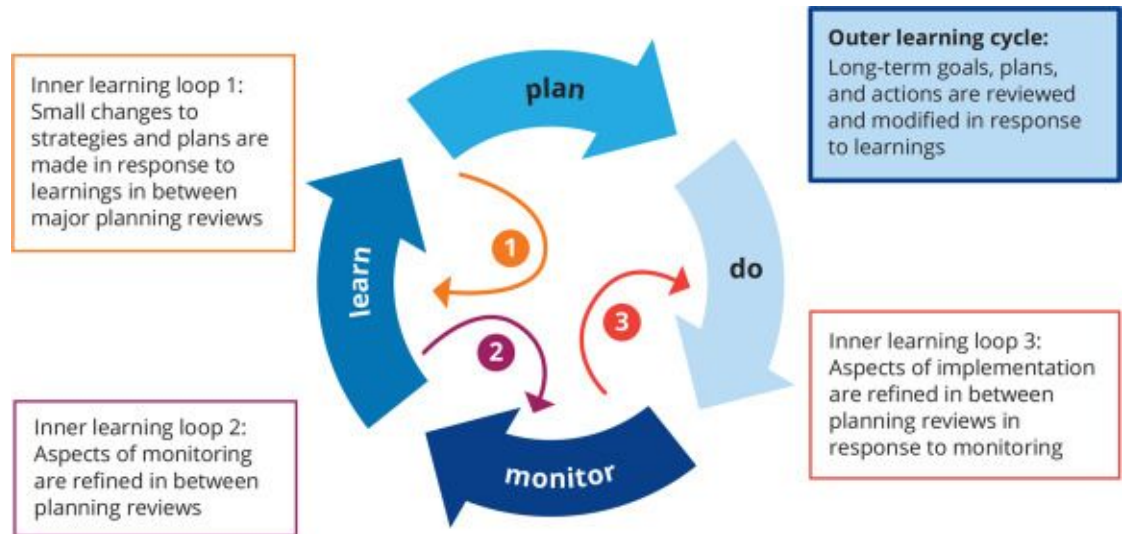 Inner learning loop 1:
Small changes to
strategies and plans are
made in response to
learnings in between
major planning reviews
plan
Outer learning cycle:
Long-term goals, plans,
and actions are reviewed
and modified in response
to learnings
learn
1
do
2
3
monitor
Inner learning loop 2:
Aspects of monitoring
are refined in between
planning reviews
Inner learning loop 3:
Aspects of implementation
are refined in between
planning reviews in
response to monitoring